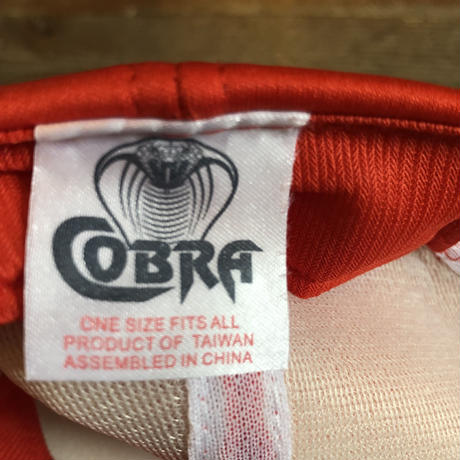 COBRA
ONE SIZE FITS ALL
PRODUCT OF TAIWAN
ASSEMBLED IN CHINA